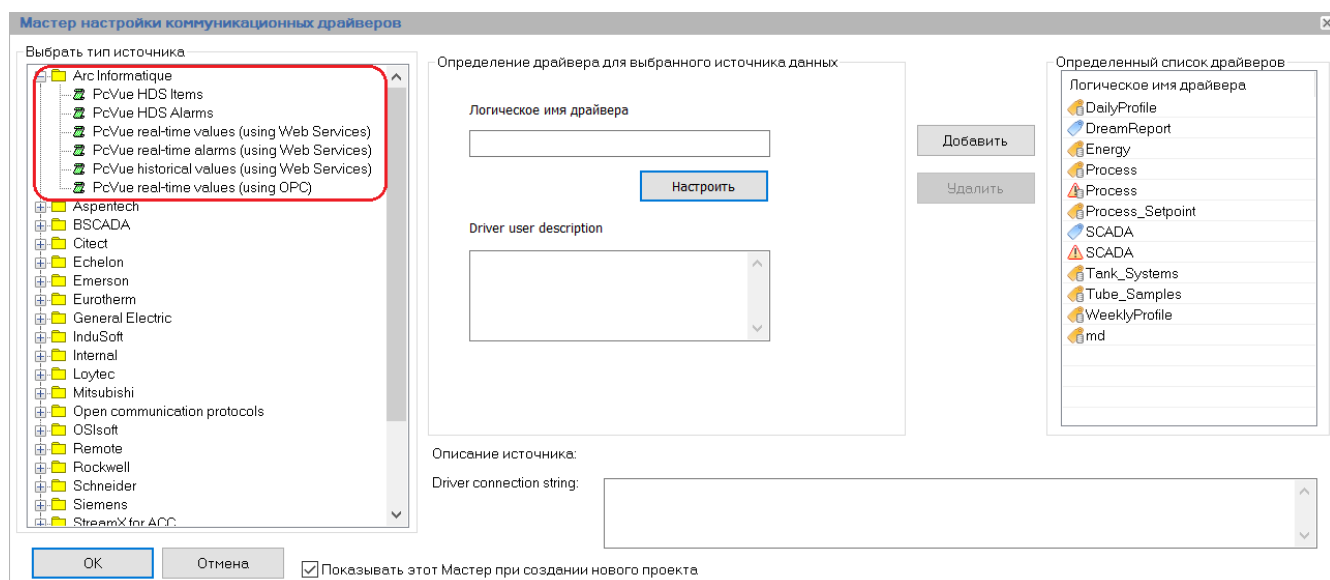 Мастер настройки коммуникационных драйверов
Выбрать тип источника
Arc Informatique
PcVue HDS Items
PcVue HDS Alarms
PcVue real-time values (using Web Services)
PcVue real-time alarms (using Web Services)
PcVue historical values (using Web Services)
PcVue real-time values (using OPC)
Aspentech
BSCADA
Citect
Echelon
Emerson
Eurotherm
General Electric
InduSoft
Internal
Loytec
Mitsubishi
Open communication protocols
OSIsoft
Remote
Rockwell
Schneider
Siemens
StreamX for ACC
Определение драйвера для выбранного источника данных
Логическое имя драйвера
Настроить
Driver user description
Добавить
Удалить
Определенный список драйверов
Логическое имя драйвера
DailyProfile
DreamReport
Energy
Process
Process
Process_Setpoint
SCADA
SCADA
Tank_Systems
Tube_Samples
WeeklyProfile
md
Описание источника:
Driver connection string:
OK
Отмена
Показывать этот Мастер при создании нового проекта